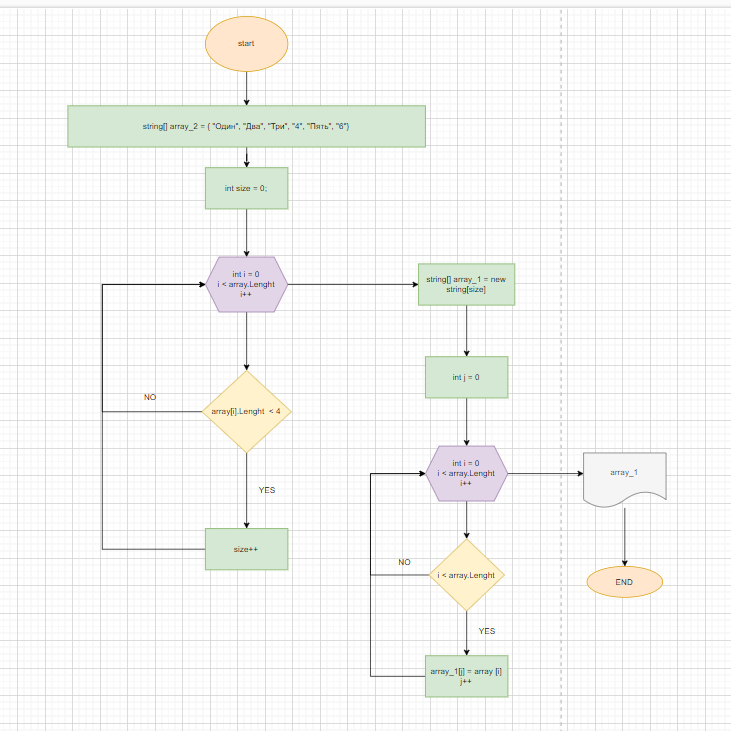 start
string[] array_2 = { "Один", "Два", "Три", "4", "Пять", "6"}
int size = 0;
int i = 0
i < array.Lenght
i++
string[] array_1 = new
string[size]
int j = 0
NO
array[i].Lenght < 4
YES
size++
int i = 0
i < array.Lenght
i++
array_1
NO
i < array.Lenght
END
YES
array_1[j] = array [i]
j++